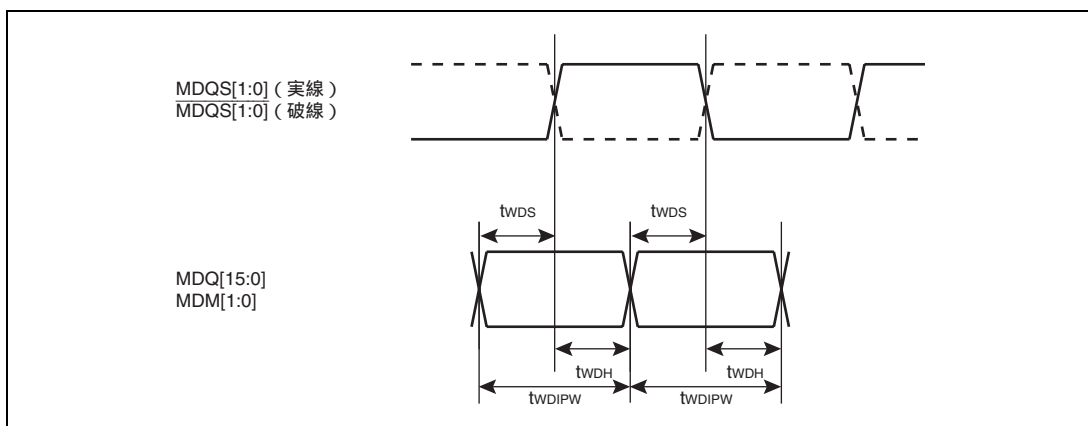 MDQS[1:0]（実線）
MDQS[1:0]（破線）
tWDS
tWDS
MDQ[15:0]
MDM[1:0]
tWDH
tWDH
tWDIPW
tWDIPW